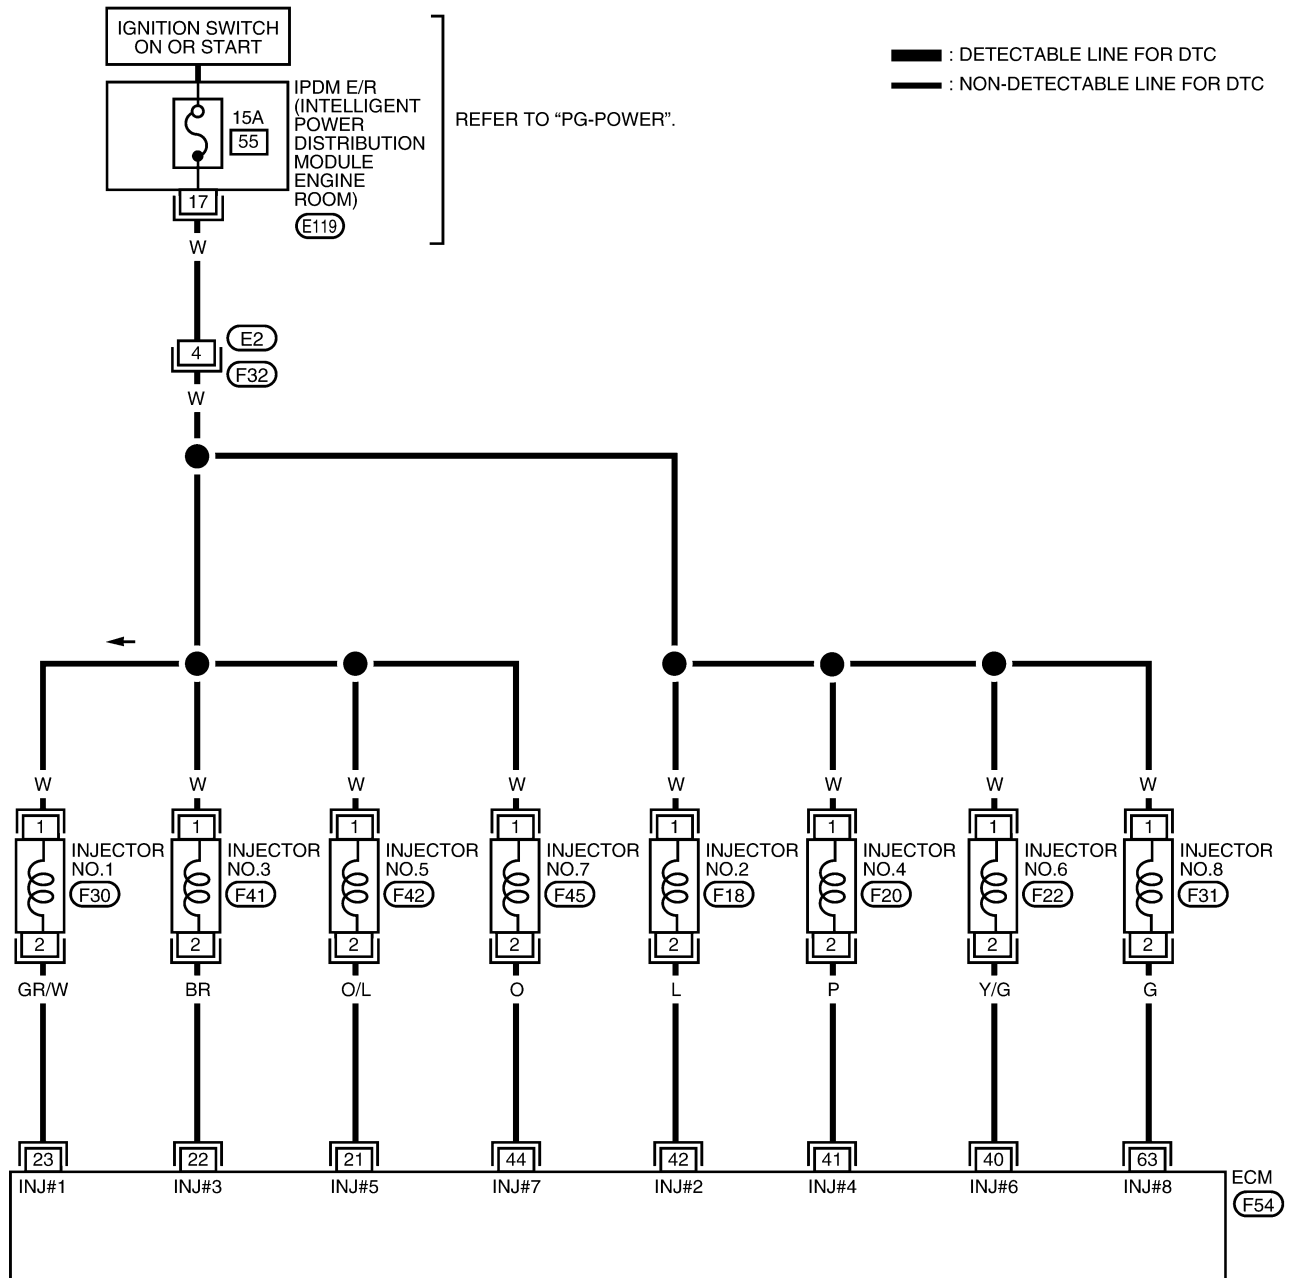 IGNITION SWITCH
ON OR START
: DETECTABLE LINE FOR DTC
: NON-DETECTABLE LINE FOR DTC
IPDM E/R
(INTELLIGENT
POWER
DISTRIBUTION
MODULE
ENGINE
ROOM)
E119
15A
55
REFER TO “PG-POWER”.
17
W
4
E2
F32
W
W W W W W W W W
1 1 1 1 1 1 1 1
INJECTOR
NO.1
F30
INJECTOR
NO.3
F41
INJECTOR
NO.5
F42
INJECTOR
NO.7
F45
INJECTOR
NO.2
F18
INJECTOR
NO.4
F20
INJECTOR
NO.6
F22
INJECTOR
NO.8
F31
2 2 2 2 2 2 2 2
GR/W BR O/L O L P Y/G G
23 22 21 44 42 41 40 63
INJ#1 INJ#3 INJ#5 INJ#7 INJ#2 INJ#4 INJ#6 INJ#8
ECM
F54